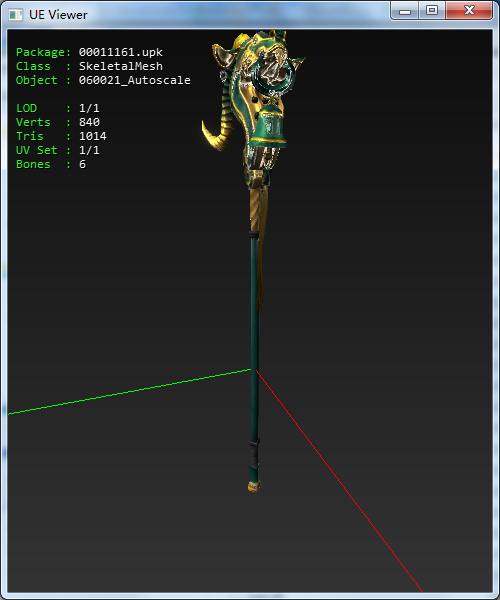 UE Viewer
Package: 00011161.upk
Class  : SkeletalMesh
Object : 060021_Autoscale
LOD    : 1/1
Verts  : 840
Tris   : 1014
UV Set : 1/1
Bones  : 6